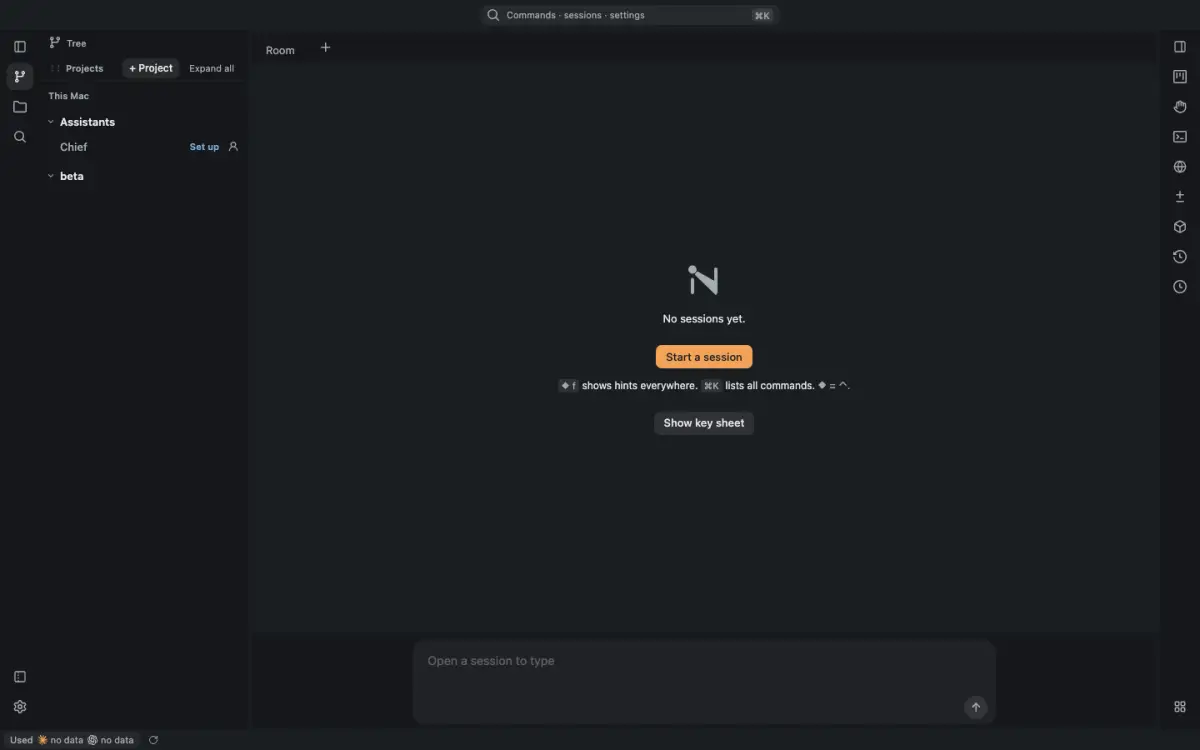 Commands · sessions · settings ⌘K
Tree
Projects + Project Expand all
This Mac
Assistants
Chief Set up
beta
Room +
No sessions yet.
Start a session
◆ f shows hints everywhere. ⌘K lists all commands. ◆ = ^.
Show key sheet
Open a session to type
Used no data no data